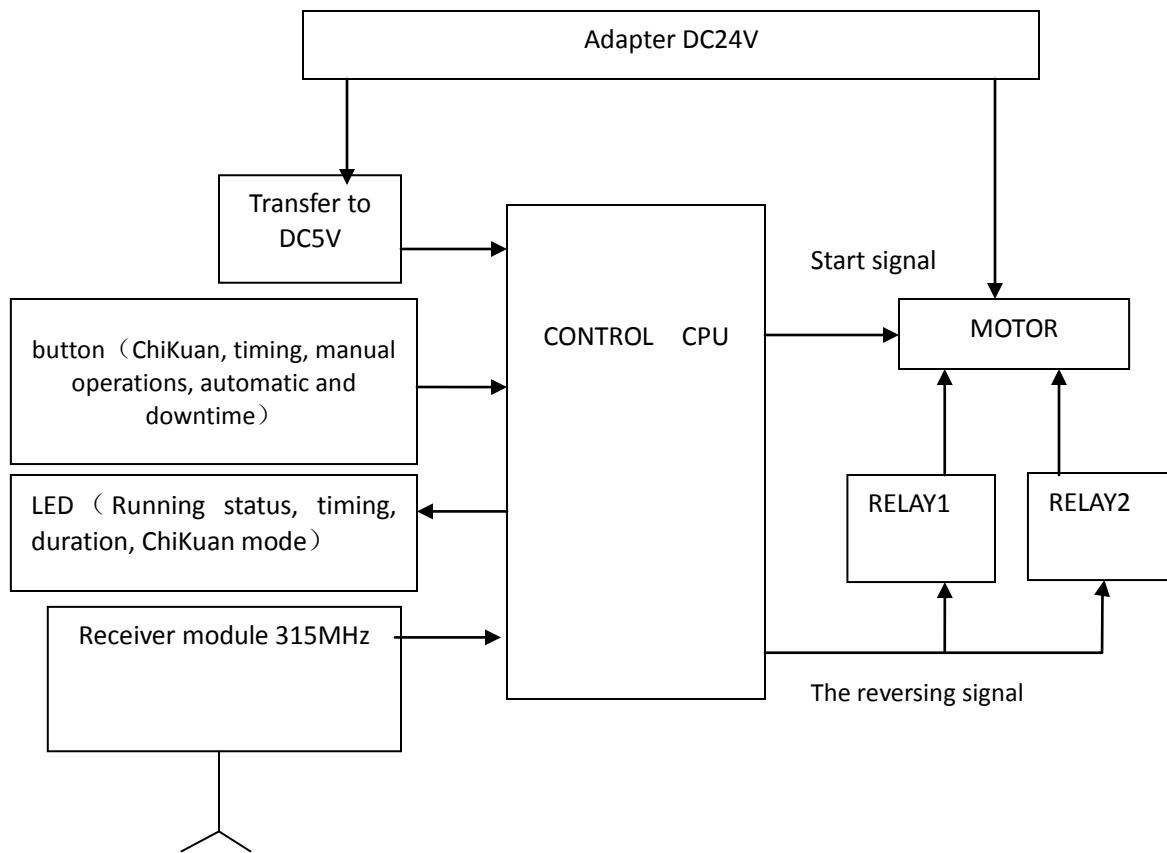 Adapter DC24V
Transfer to
DC5V
button（ChiKuan, timing, manual
operations, automatic and
downtime）
LED（Running status, timing,
duration, ChiKuan mode）
Receiver module 315MHz
CONTROL CPU
Start signal
MOTOR
RELAY1
RELAY2
The reversing signal